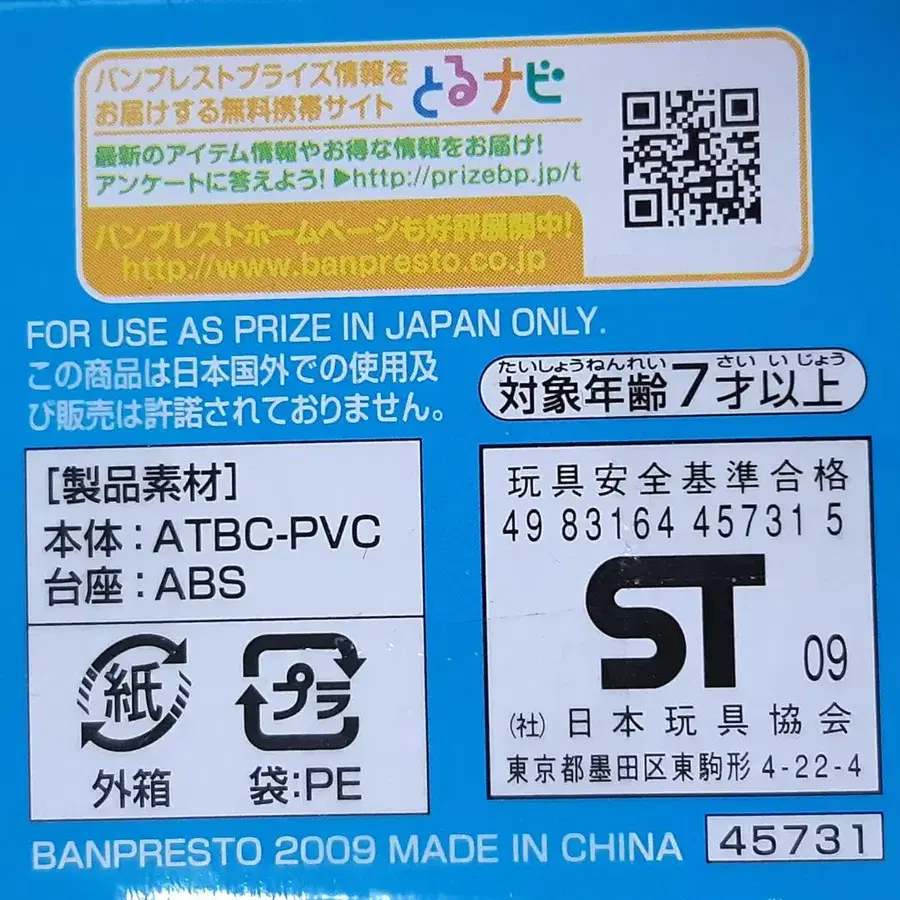 バンプレストプライズ情報を
お届けする無料携帯サイト
とるナビ
最新のアイテム情報やお得な情報をお届け!
アンケートに答えよう!▶http://prizebp.jp/t
バンプレストホームページも好評展開中!
http://www.banpresto.co.jp
FOR USE AS PRIZE IN JAPAN ONLY.
この商品は日本国外での使用及
び販売は許諾されておりません。
たいしょうねんれい さい いじょう
対象年齢7才以上
[製品素材]
本体:ATBC-PVC
台座:ABS
紙
外箱
プラ
袋:PE
玩具安全基準合格
49 83164 45731 5
ST
09
(社)日本玩具協会
東京都墨田区東駒形4-22-4
BANPRESTO 2009 MADE IN CHINA
45731